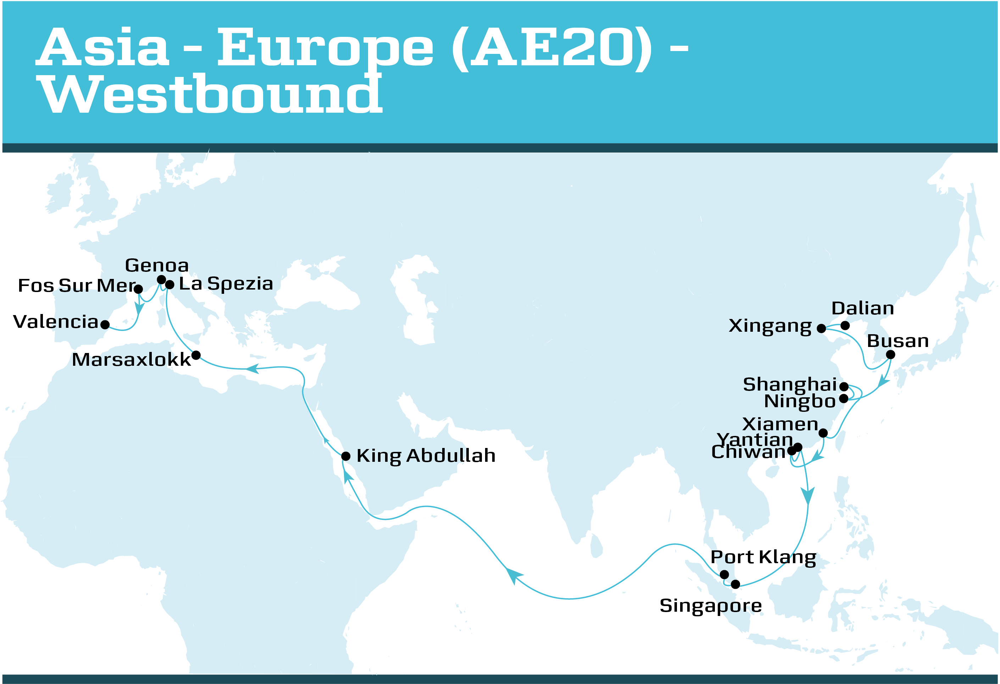 Asia - Europe (AE20) -
Westbound
Genoa
Fos Sur Mer
La Spezia
Valencia
Marsaxlokk
Dalian
Xingang
Busan
Shanghai
Ningbo
Xiamen
Yantian
Chiwan
King Abdullah
Port Klang
Singapore